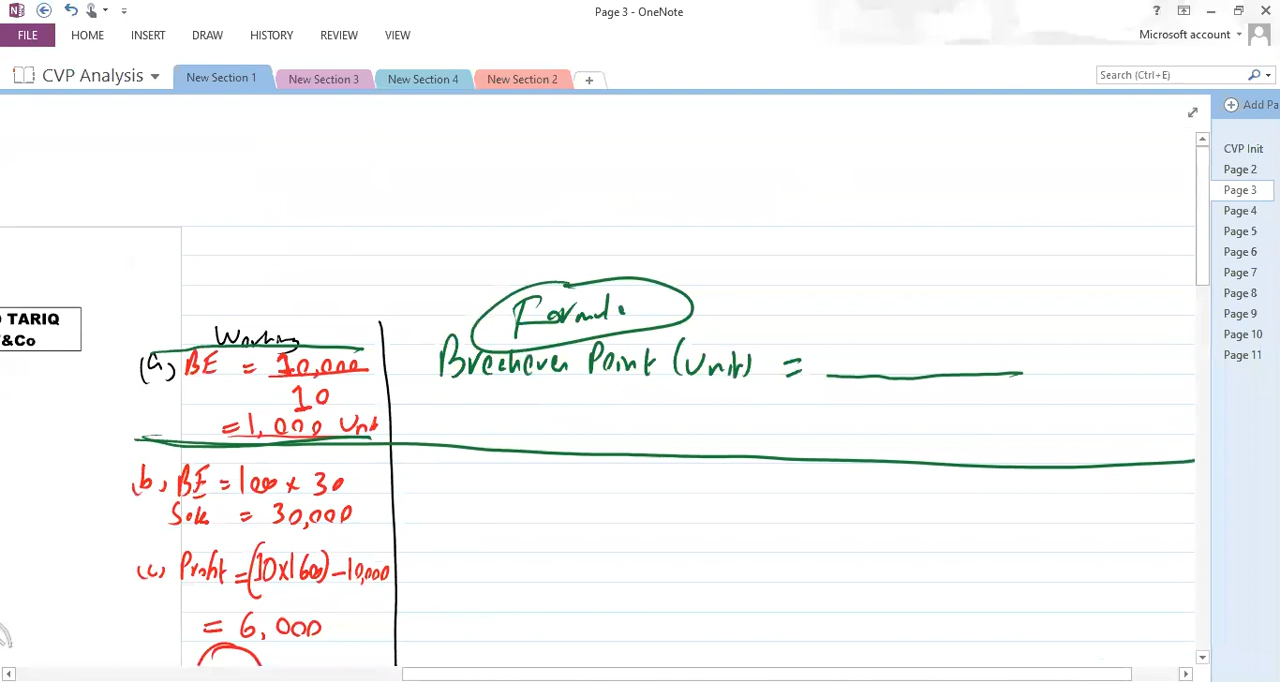 Page 3 - OneNote
FILE HOME INSERT DRAW HISTORY REVIEW VIEW
Microsoft account
CVP Analysis New Section 1 New Section 3 New Section 4 New Section 2
Search (Ctrl+E)
Add Pa
CVP Init
Page 2
Page 3
Page 4
Page 5
Page 6
Page 7
Page 8
Page 9
Page 10
Page 11
D TARIQ
&Co
Working
(a) BE = 10,000
10
= 1,000 Unit
(b) BE = 100 x 30
Sale = 30,000
(c) Profit = (10x1600) - 10,000
= 6,000
Formula
Breakeven Point (Unit) =